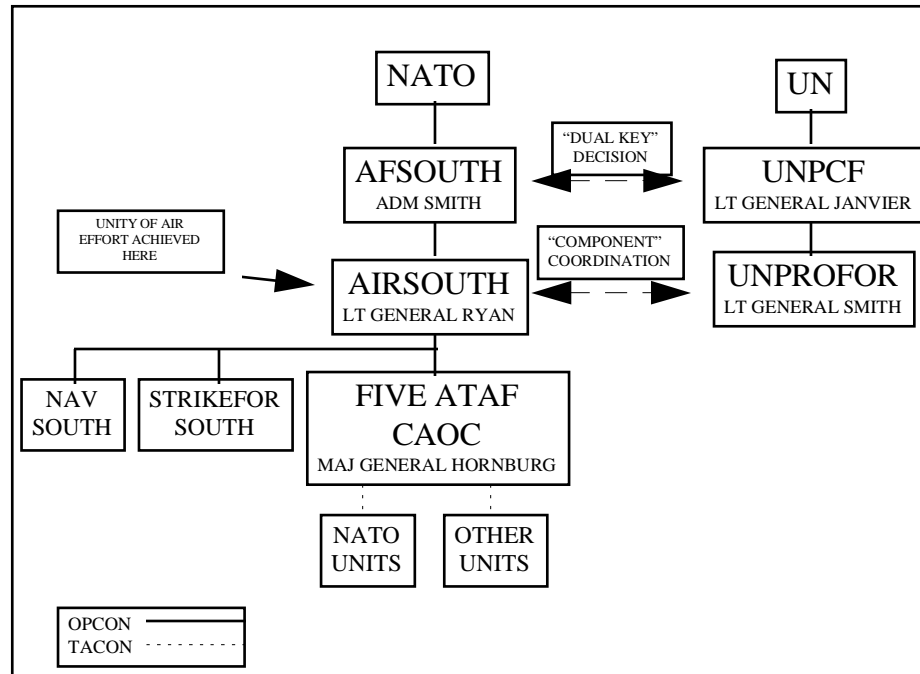 NATO
UN
"DUAL KEY"
DECISION
AFSOUTH
ADM SMITH
UNPCF
LT GENERAL JANVIER
UNITY OF AIR
EFFORT ACHIEVED
HERE
"COMPONENT"
COORDINATION
AIRSOUTH
LT GENERAL RYAN
UNPROFOR
LT GENERAL SMITH
NAV
SOUTH
STRIKEFOR
SOUTH
FIVE ATAF
CAOC
MAJ GENERAL HORNBURG
NATO
UNITS
OTHER
UNITS
OPCON
TACON